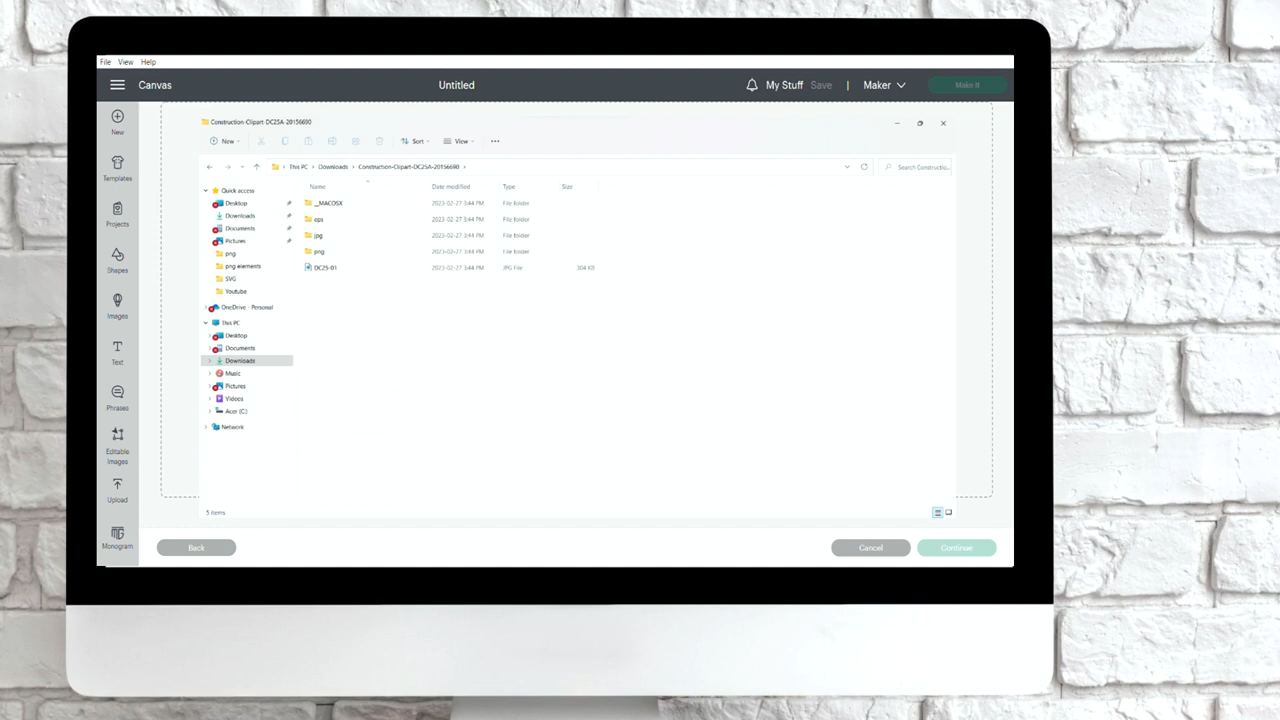 File View Help
Canvas Untitled My Stuff Save | Maker Make It
New
Templates
Projects
Shapes
Images
Text
Phrases
Editable
Images
Upload
Monogram
Construction-Clipart-DC25A-20156690
New Sort View •••
This PC > Downloads > Construction-Clipart-DC25A-20156690 > Search Constructio...
Name Date modified Type Size
__MACOSX 2023-02-27 3:44 PM File folder
eps 2023-02-27 3:44 PM File folder
jpg 2023-02-27 3:44 PM File folder
png 2023-02-27 3:44 PM File folder
DC25-01 2023-02-27 3:44 PM JPG File 304 KB
Quick access
Desktop
Downloads
Documents
Pictures
png
png elements
SVG
Youtube
OneDrive - Personal
This PC
Desktop
Documents
Downloads
Music
Pictures
Videos
Acer (C:)
Network
5 items
Back Cancel Continue